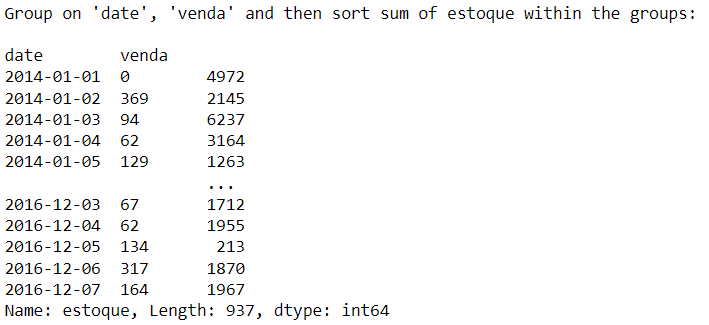 Group on 'date', 'venda' and then sort sum of estoque within the groups:
date        venda
2014-01-01  0        4972
2014-01-02  369      2145
2014-01-03  94       6237
2014-01-04  62       3164
2014-01-05  129      1263
                     ...
2016-12-03  67       1712
2016-12-04  62       1955
2016-12-05  134       213
2016-12-06  317      1870
2016-12-07  164      1967
Name: estoque, Length: 937, dtype: int64